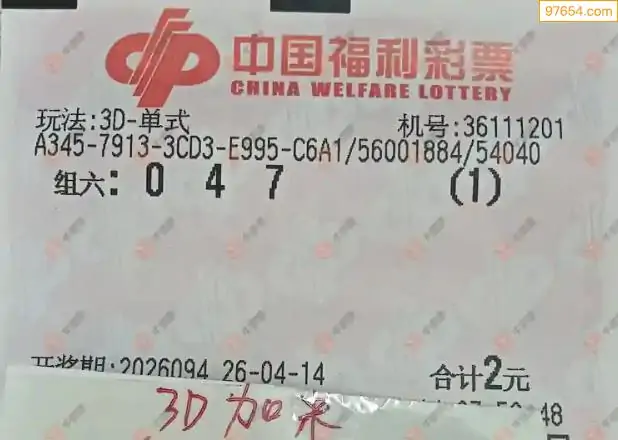 97654.com
中国福利彩票
CHINA WELFARE LOTTERY
玩法:3D-单式 机号:36111201
A345-7913-3CD3-E995-C6A1/56001884/54040
组六: 0 4 7 (1)
开奖期:2026094 26-04-14 合计2元
:48
3D加米